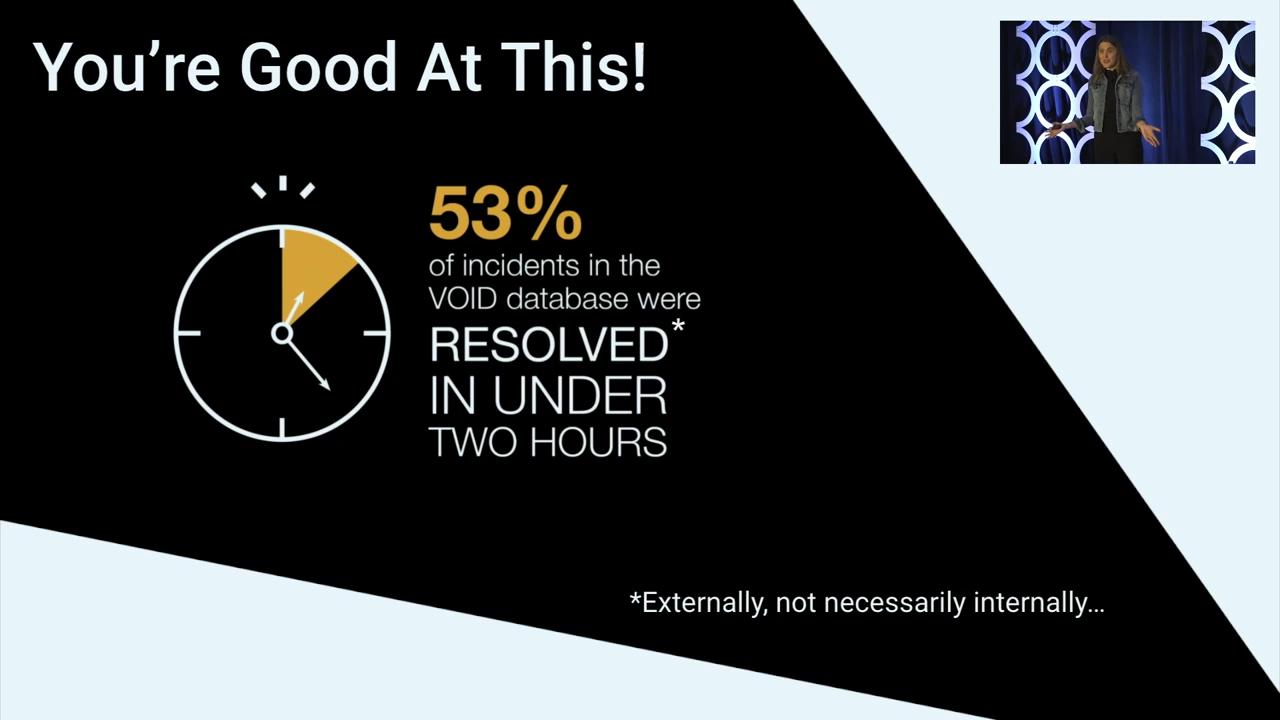 You’re Good At This!
53%
of incidents in the
VOID database were
RESOLVED*
IN UNDER
TWO HOURS
*Externally, not necessarily internally…